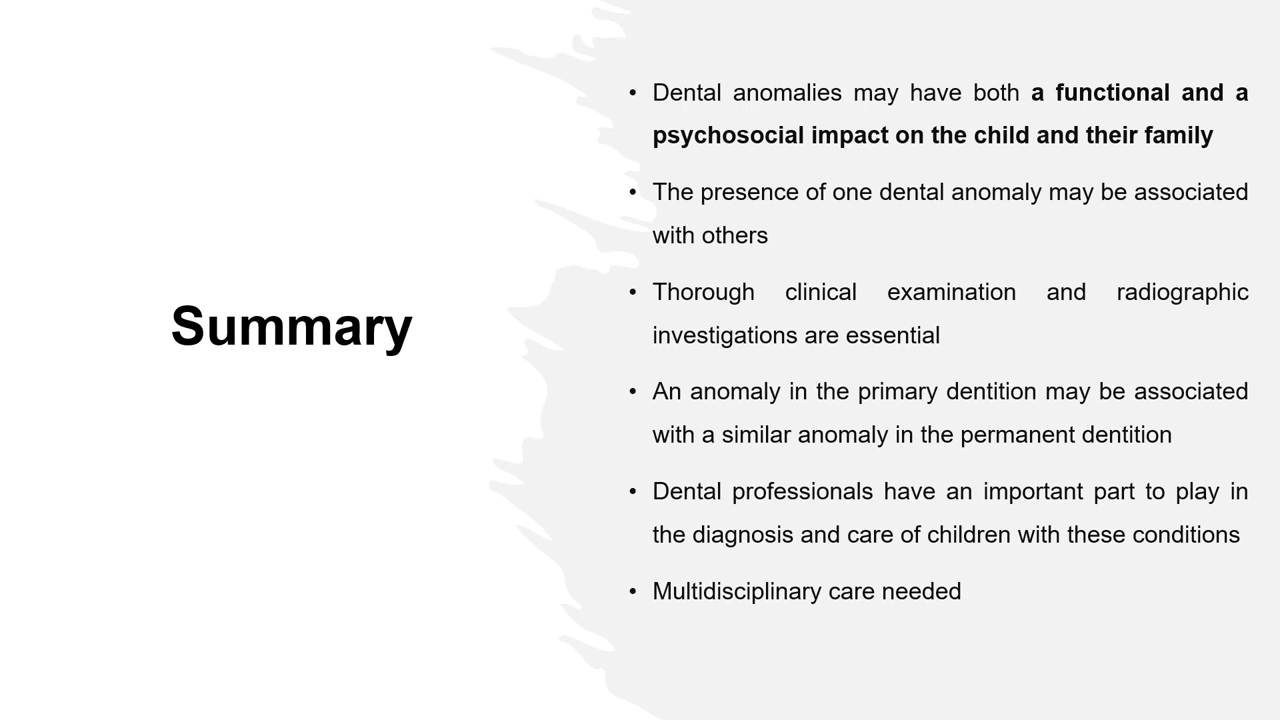 Summary
• Dental anomalies may have both a functional and a
psychosocial impact on the child and their family
• The presence of one dental anomaly may be associated
with others
• Thorough clinical examination and radiographic
investigations are essential
• An anomaly in the primary dentition may be associated
with a similar anomaly in the permanent dentition
• Dental professionals have an important part to play in
the diagnosis and care of children with these conditions
• Multidisciplinary care needed